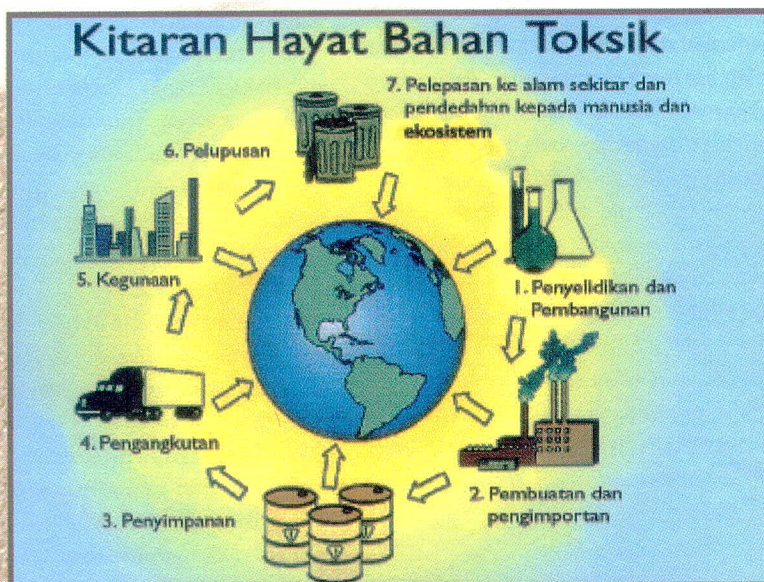 Kitaran Hayat Bahan Toksik
7. Pelepasan ke alam sekitar dan
pendedahan kepada manusia dan
ekosistem
6. Pelupusan
5. Kegunaan
1. Penyelidikan dan
Pembangunan
4. Pengangkutan
3. Penyimpanan
2. Pembuatan dan
pengimportan